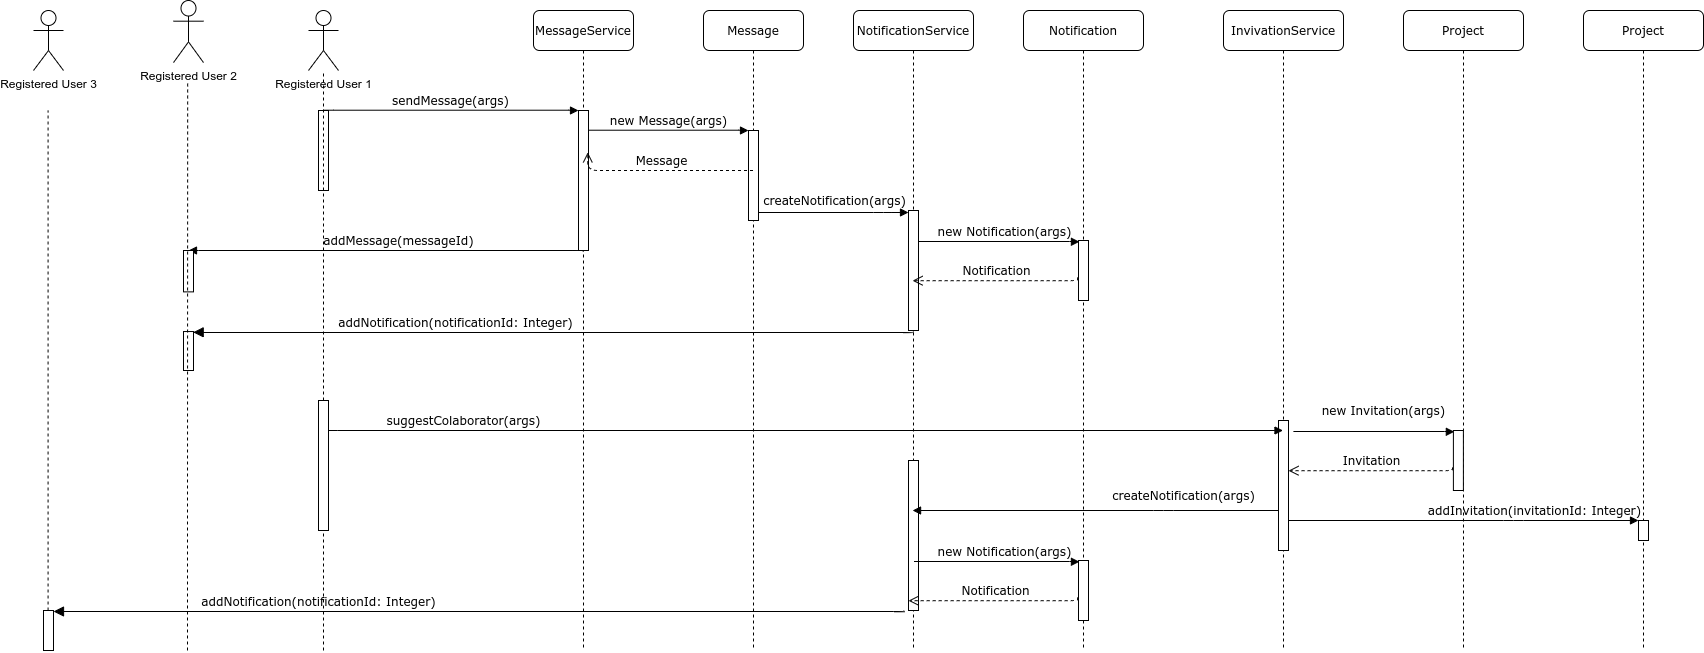 Registered User 3
Registered User 2
Registered User 1
MessageService
Message
NotificationService
Notification
InvivationService
Project
Project
sendMessage(args)
new Message(args)
Message
createNotification(args)
new Notification(args)
addMessage(messageId)
Notification
addNotification(notificationId: Integer)
new Invitation(args)
suggestColaborator(args)
Invitation
createNotification(args)
addInvitation(invitationId: Integer)
new Notification(args)
Notification
addNotification(notificationId: Integer)